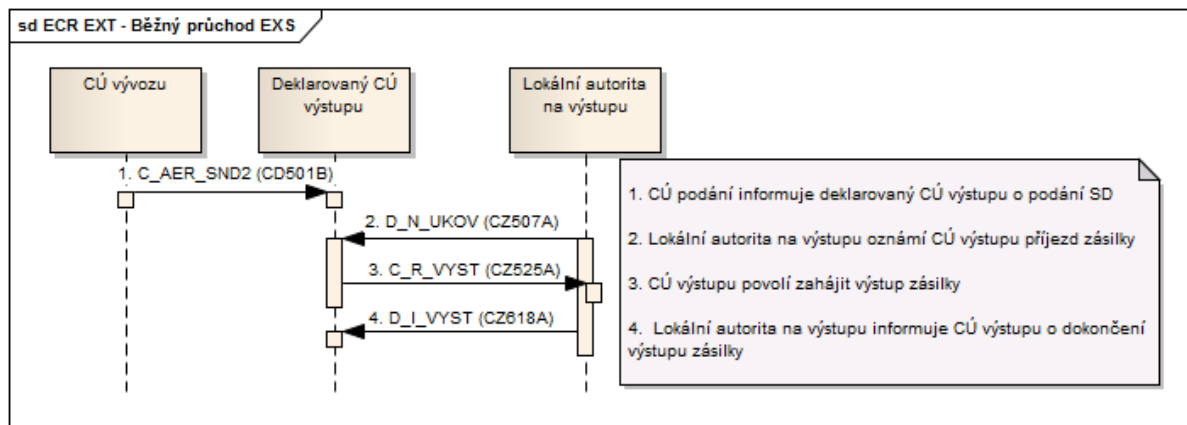 sd ECR EXT - Běžný průchod EXS
CÚ vývozu
Deklarovaný CÚ
výstupu
Lokální autorita
na výstupu
1. C_AER_SND2 (CD501B)
2. D_N_UKOV (CZ507A)
3. C_R_VYST (CZ525A)
4. D_I_VYST (CZ618A)
1. CÚ podání informuje deklarovaný CÚ výstupu o podání SD
2. Lokální autorita na výstupu oznámí CÚ výstupu příjezd zásilky
3. CÚ výstupu povolí zahájit výstup zásilky
4. Lokální autorita na výstupu informuje CÚ výstupu o dokončení
výstupu zásilky